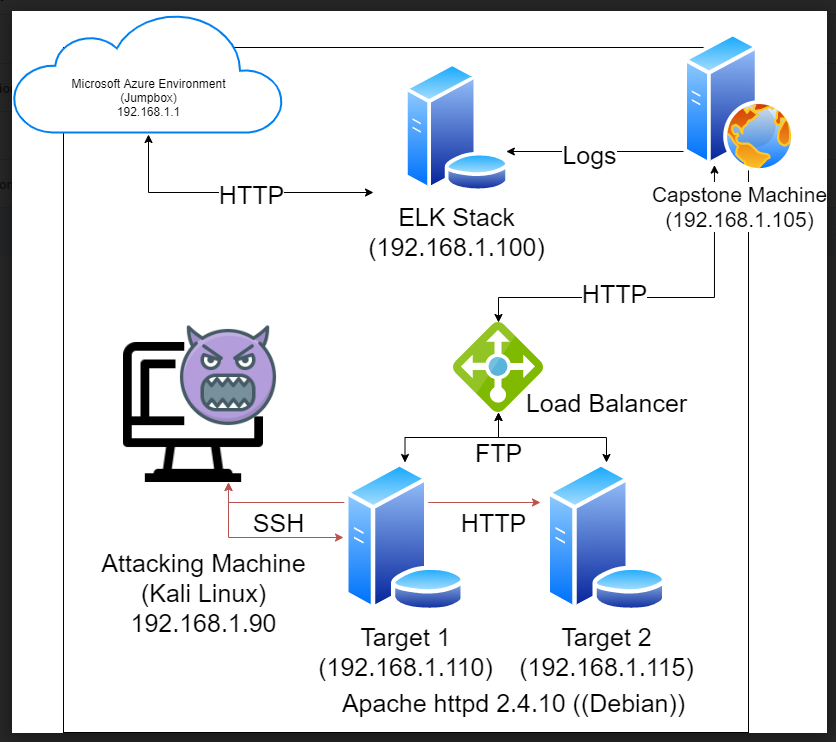 Microsoft Azure Environment
(Jumpbox)
192.168.1.1
Logs
HTTP
Capstone Machine
(192.168.1.105)
ELK Stack
(192.168.1.100)
HTTP
Load Balancer
FTP
SSH
HTTP
Attacking Machine
(Kali Linux)
192.168.1.90
Target 1
(192.168.1.110)
Target 2
(192.168.1.115)
Apache httpd 2.4.10 ((Debian))